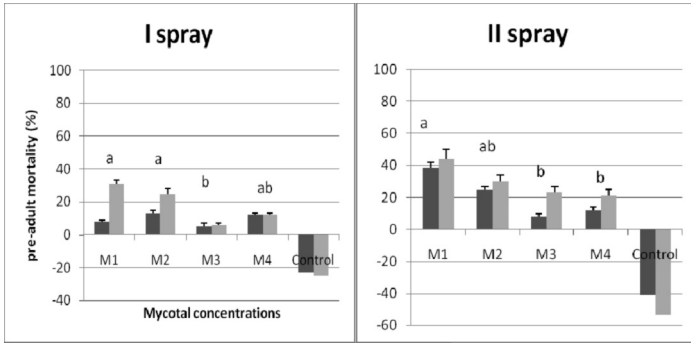 I spray
100
80
60
40
20
0
-20
-40
pre-adult mortality (%)
a
a
b
ab
M1 M2 M3 M4 Control
Mycotal concentrations
II spray
100
80
60
40
20
0
-20
-40
-60
a
ab
b
b
M1 M2 M3 M4 Control